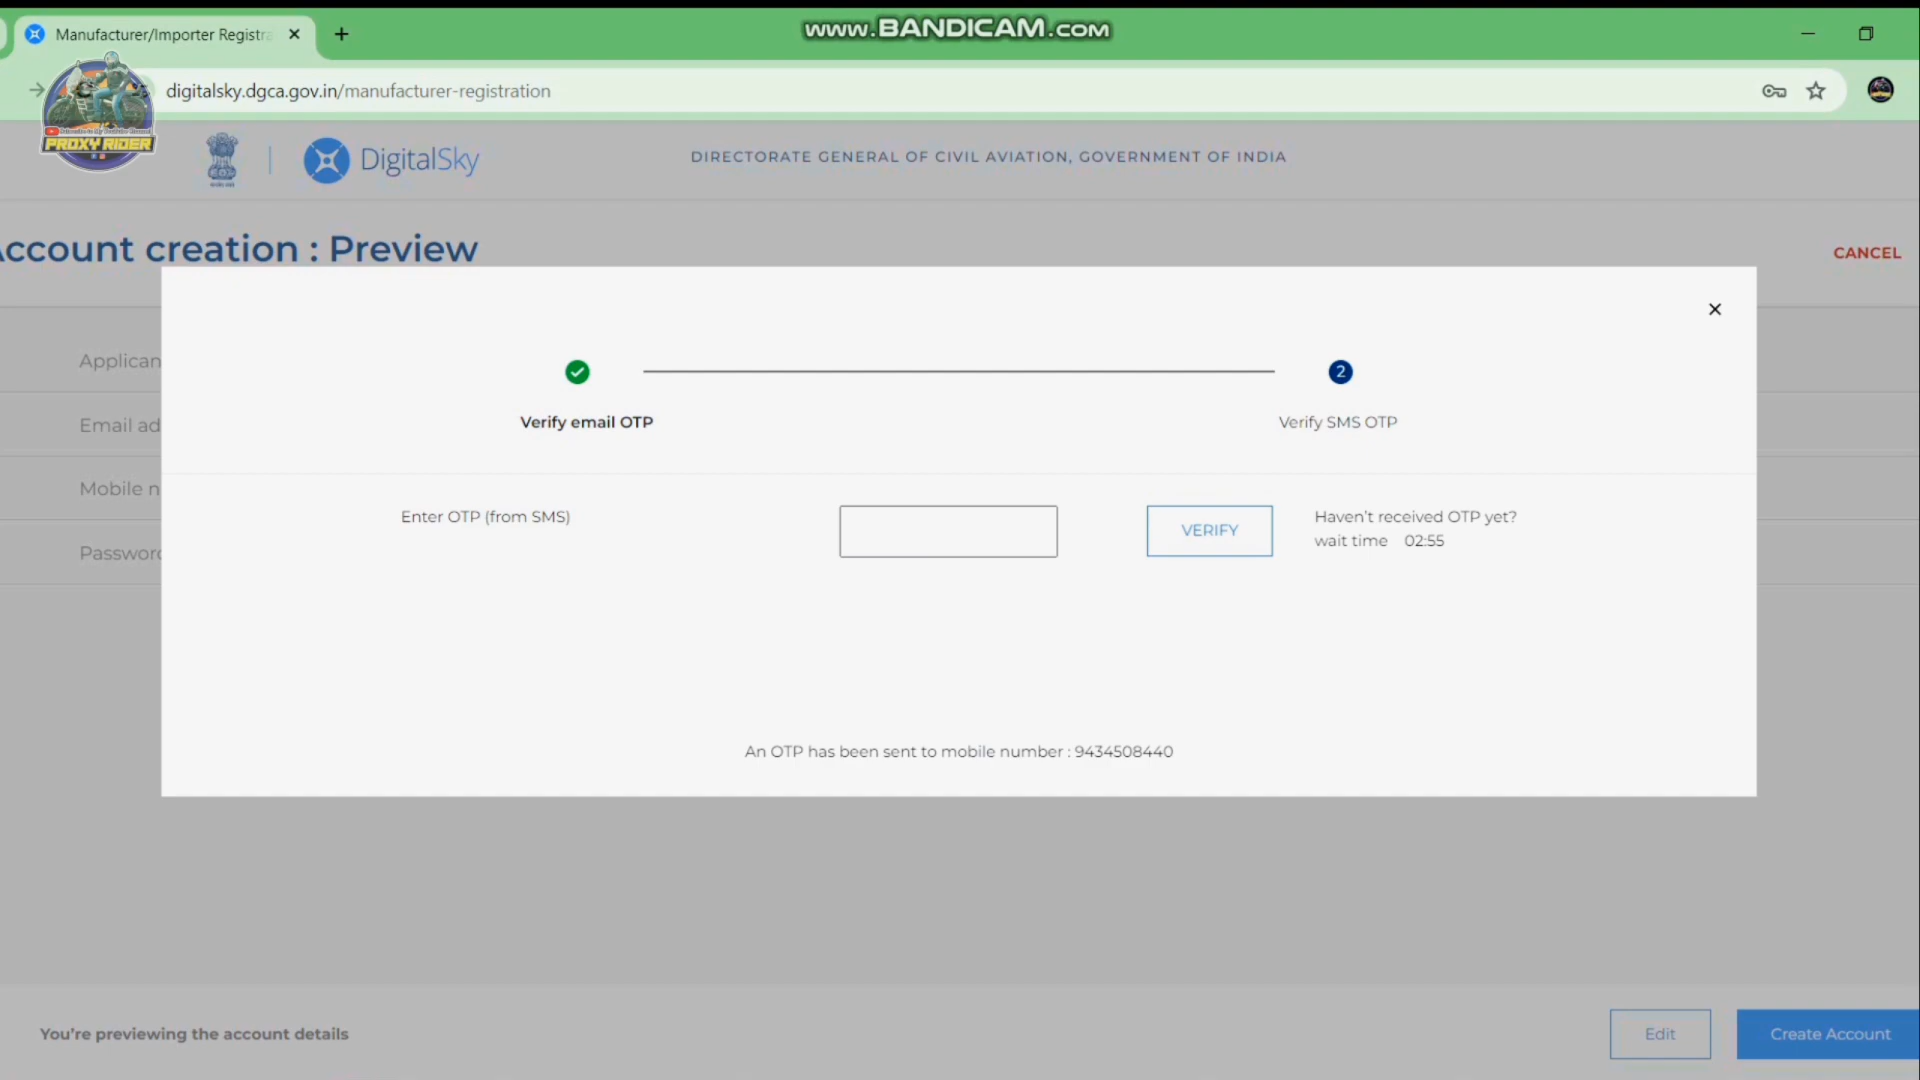 Manufacturer/Importer Registra
www.BANDICAM.com
digitalsky.dgca.gov.in/manufacturer-registration
PROXY RIDER
DigitalSky
DIRECTORATE GENERAL OF CIVIL AVIATION, GOVERNMENT OF INDIA
Account creation : Preview
CANCEL
Applican
Email ad
Mobile n
Password
2
Verify email OTP
Verify SMS OTP
Enter OTP (from SMS)
VERIFY
Haven't received OTP yet?
wait time 02:55
An OTP has been sent to mobile number : 9434508440
You're previewing the account details
Edit
Create Account